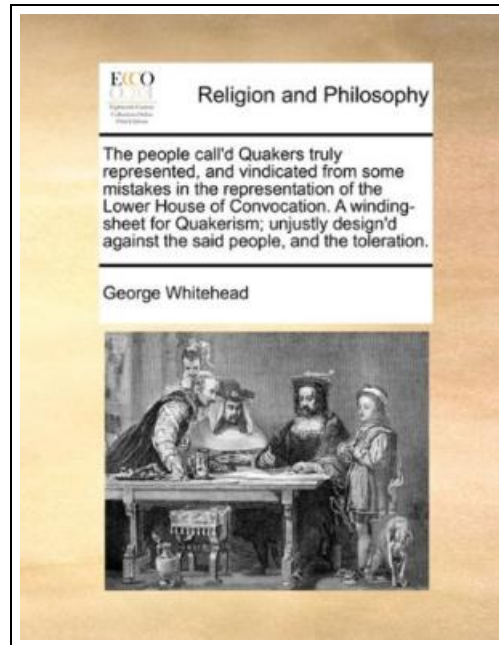 ECCO
Religion and Philosophy
The people call'd Quakers truly
represented, and vindicated from some
mistakes in the representation of the
Lower House of Convocation. A winding-
sheet for Quakerism; unjustly design'd
against the said people, and the toleration.
George Whitehead